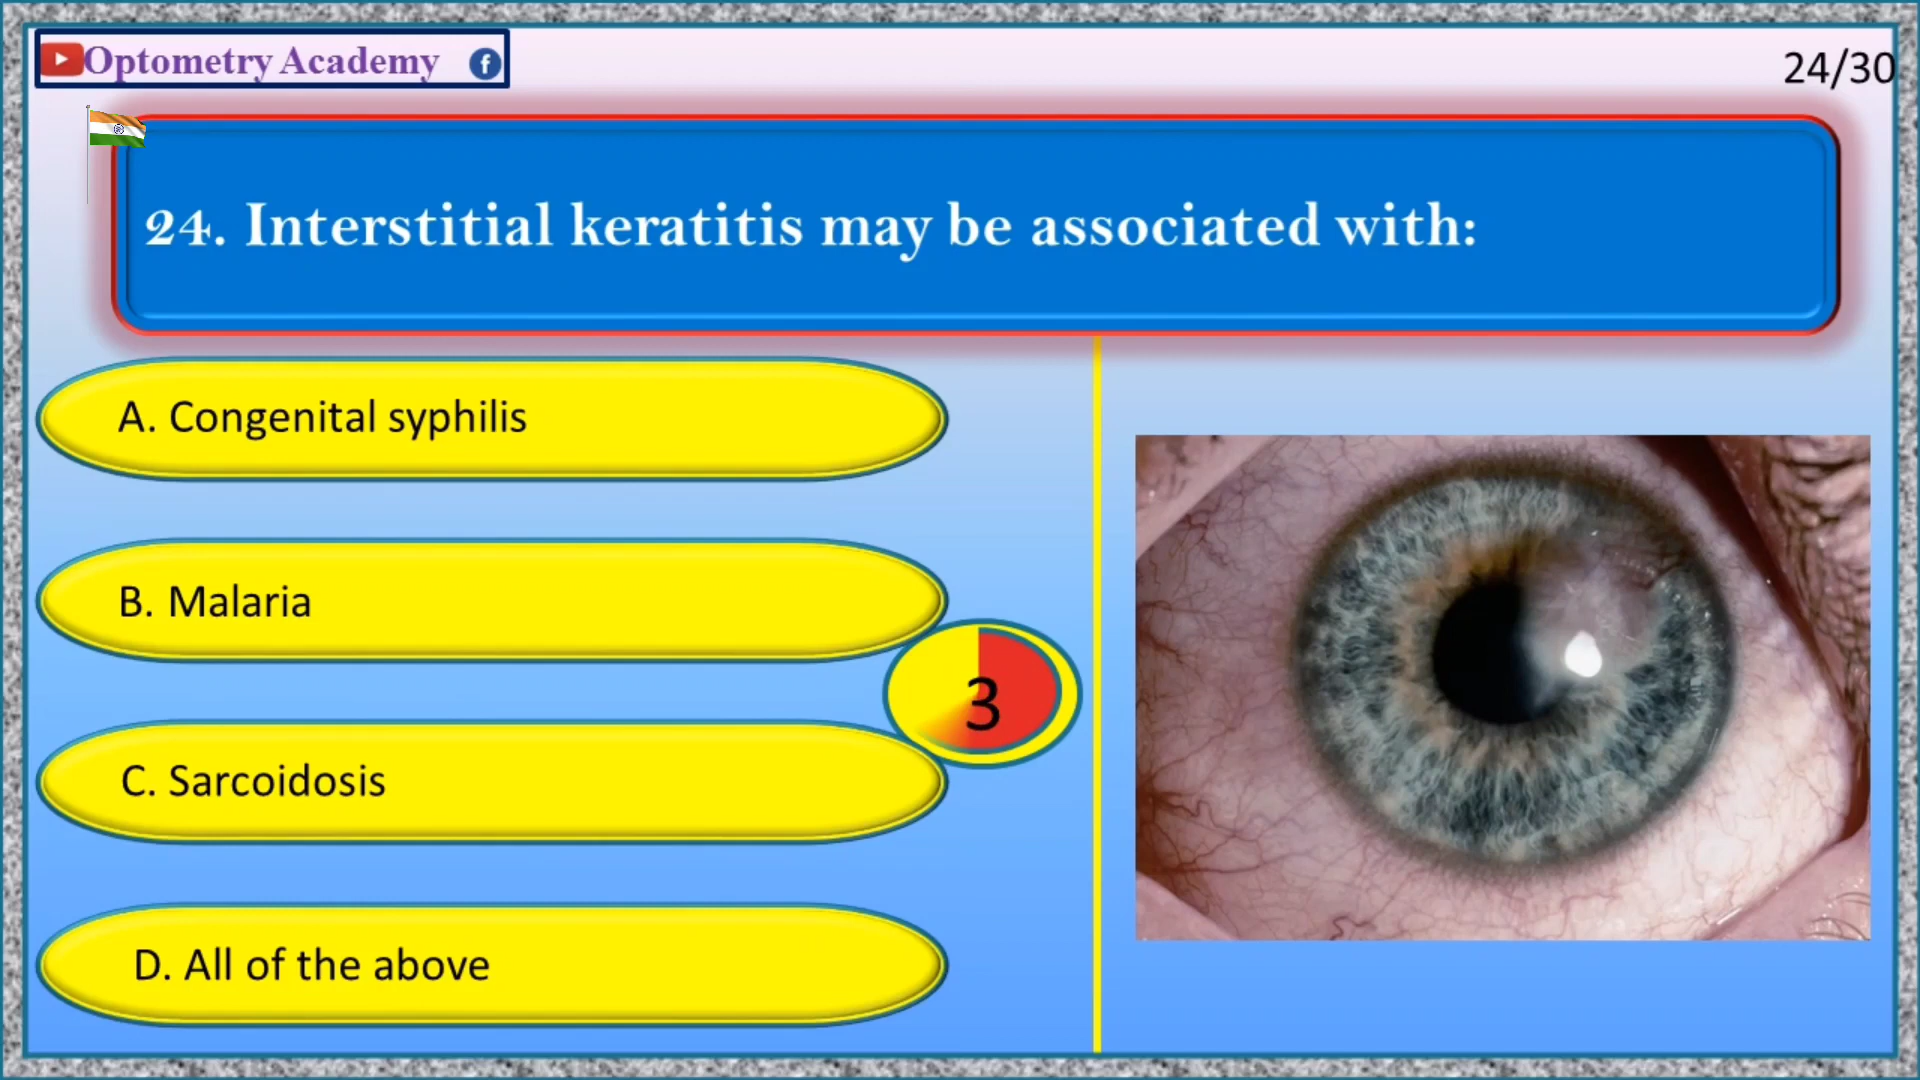 Optometry Academy
24/30
24. Interstitial keratitis may be associated with:
A. Congenital syphilis
B. Malaria
3
C. Sarcoidosis
D. All of the above